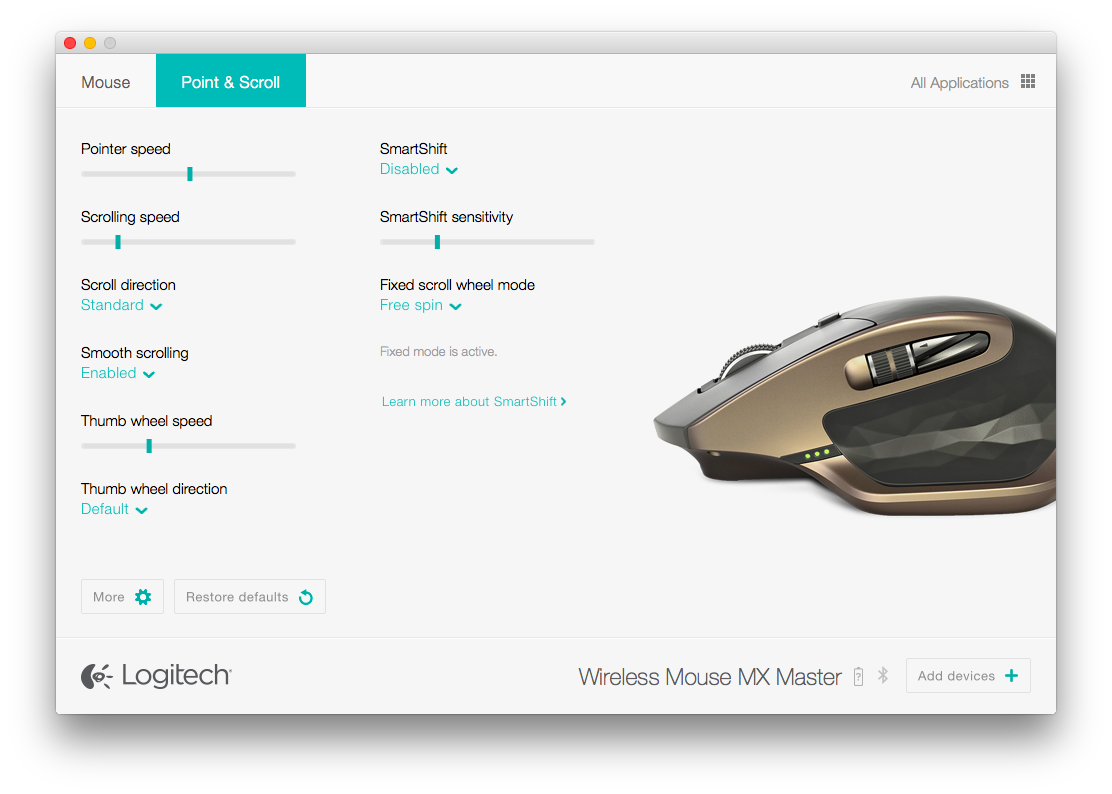 Mouse
Point & Scroll
All Applications
Pointer speed
Scrolling speed
Scroll direction
Standard
Smooth scrolling
Enabled
Thumb wheel speed
Thumb wheel direction
Default
SmartShift
Disabled
SmartShift sensitivity
Fixed scroll wheel mode
Free spin
Fixed mode is active.
Learn more about SmartShift
More
Restore defaults
Logitech
Wireless Mouse MX Master
?
Add devices